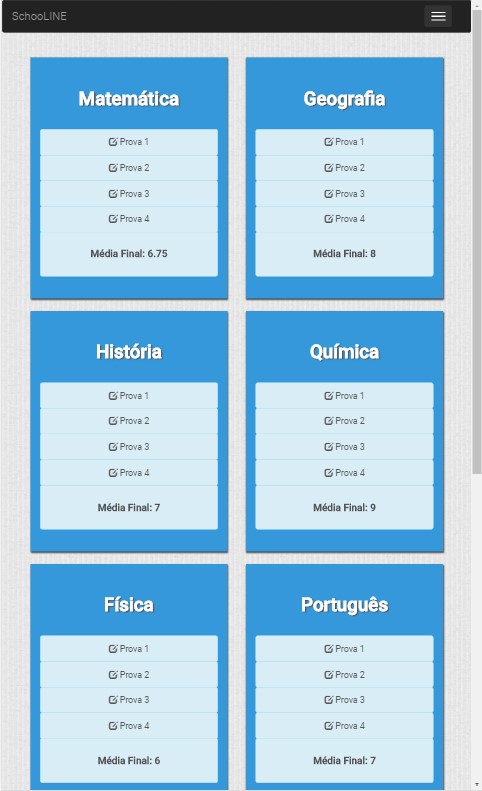 SchooLINE
Matemática
Prova 1
Prova 2
Prova 3
Prova 4
Média Final: 6.75
Geografia
Prova 1
Prova 2
Prova 3
Prova 4
Média Final: 8
História
Prova 1
Prova 2
Prova 3
Prova 4
Média Final: 7
Química
Prova 1
Prova 2
Prova 3
Prova 4
Média Final: 9
Física
Prova 1
Prova 2
Prova 3
Prova 4
Média Final: 6
Português
Prova 1
Prova 2
Prova 3
Prova 4
Média Final: 7